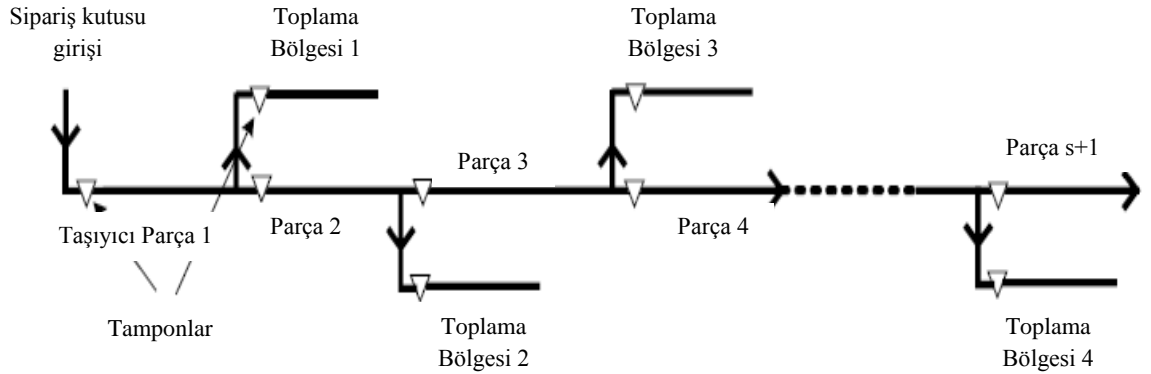 Sipariş kutusu
girişi
Toplama
Bölgesi 1
Toplama
Bölgesi 3
Parça 3
Parça s+1
Taşıyıcı Parça 1
Parça 2
Parça 4
Tamponlar
Toplama
Bölgesi 2
Toplama
Bölgesi 4